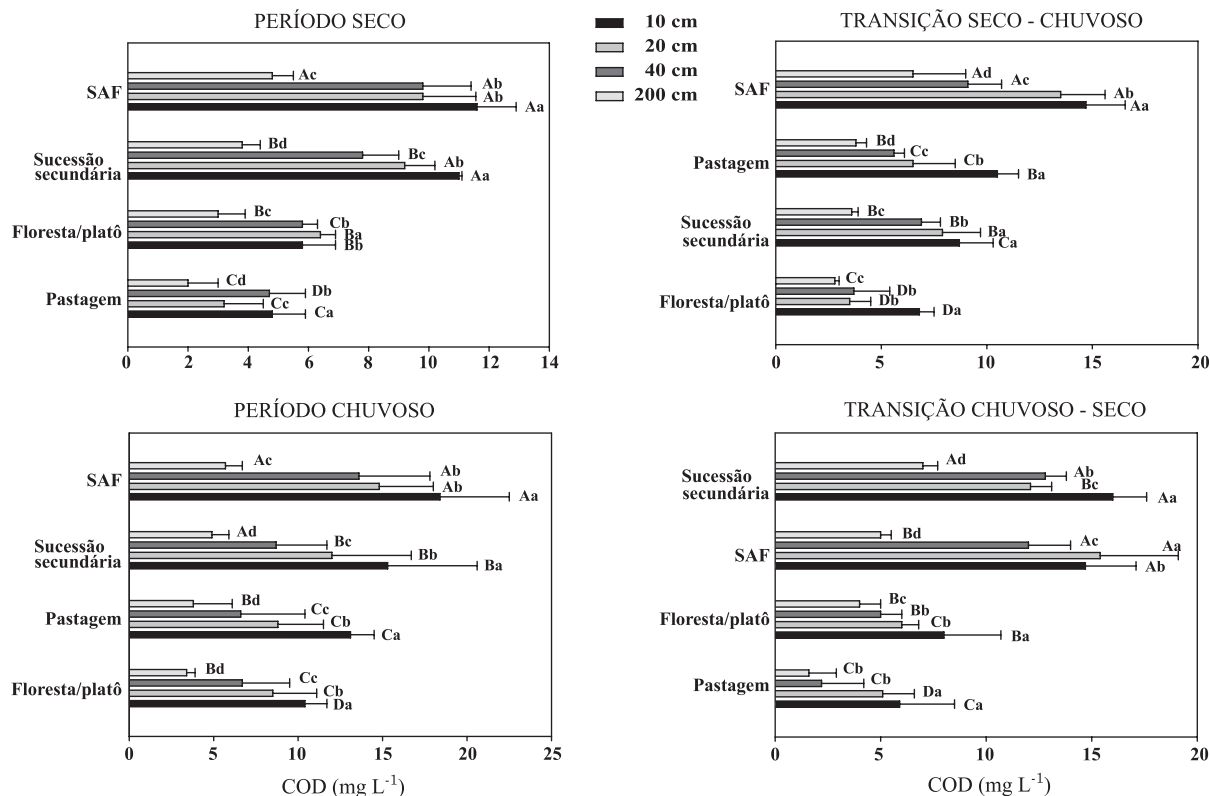 PERÍODO SECO
SAF
Ac
Ab
Ab
Aa
Sucessão
secundária
Bd
Bc
Ab
Aa
Floresta/platô
Bc
Cb
Ba
Bb
Pastagem
Cd
Db
Cc
Ca
0 2 4 6 8 10 12 14
10 cm
20 cm
40 cm
200 cm
TRANSIÇÃO SECO - CHUVOSO
SAF
Ad
Ac
Ab
Aa
Pastagem
Bd
Cc
Cb
Ba
Sucessão
secundária
Bc
Bb
Ba
Ca
Floresta/platô
Cc
Db
Db
Da
0 5 10 15 20
PERÍODO CHUVOSO
SAF
Ac
Ab
Ab
Aa
Sucessão
secundária
Ad
Bc
Bb
Ba
Pastagem
Bd
Cc
Cb
Ca
Floresta/platô
Bd
Cc
Cb
Da
0 5 10 15 20 25
COD (mg L⁻¹)
TRANSIÇÃO CHUVOSO - SECO
Sucessão
secundária
Ad
Ab
Bc
Aa
SAF
Bd
Ac
Aa
Ab
Floresta/platô
Bc
Bb
Cb
Ba
Pastagem
Cb
Cb
Da
Ca
0 5 10 15 20
COD (mg L⁻¹)